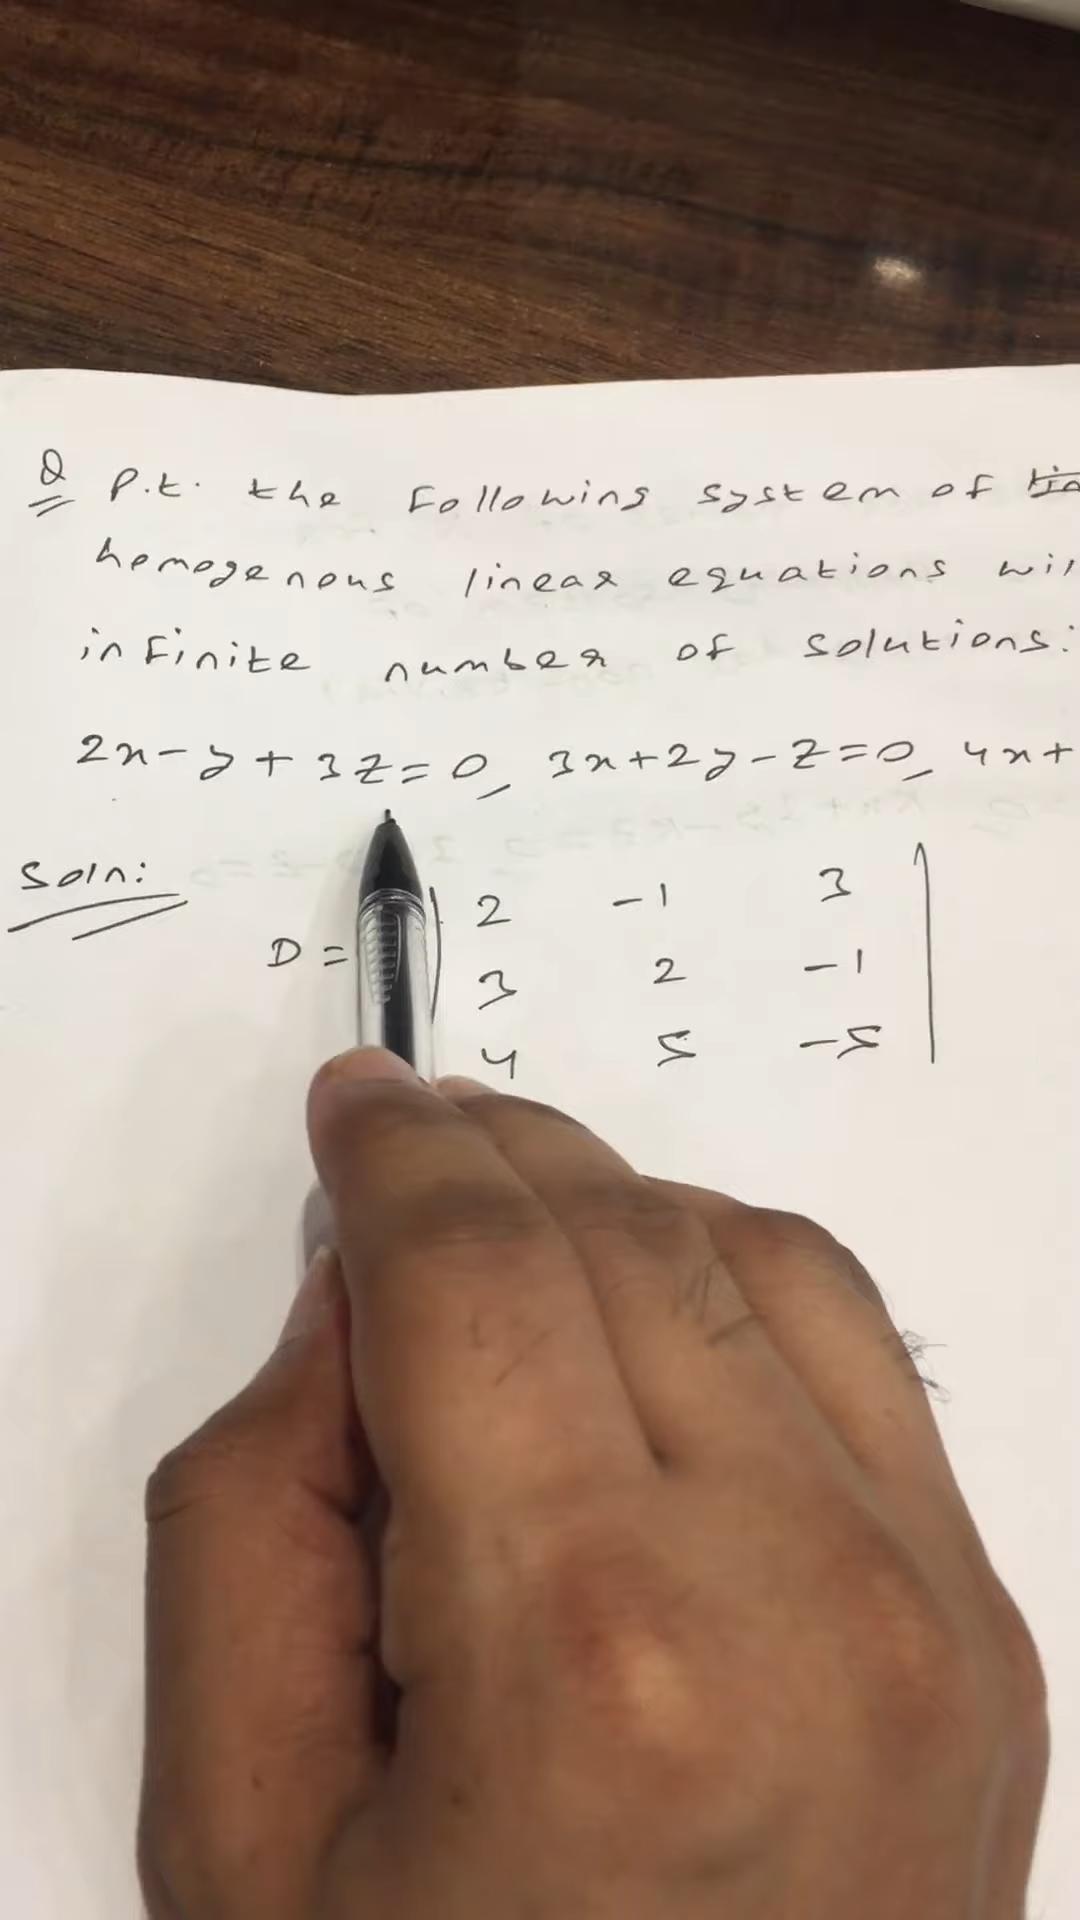 Q P.t. the following system of
homogenous linear equations
infinite number of solutions:
2x-y+3z=0, 3x+2y-z=0, 4x+
Soln:
D = | 2 -1 3 |
3 2 -1
4 5 -5